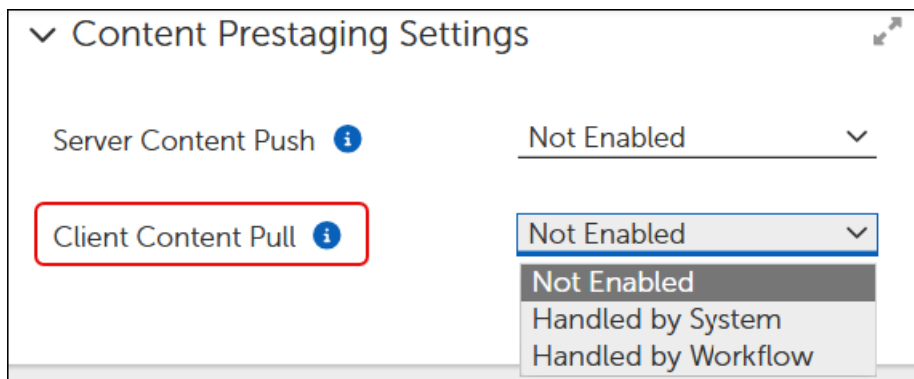 Content Prestaging Settings
Server Content Push Not Enabled
Client Content Pull Not Enabled
Not Enabled
Handled by System
Handled by Workflow